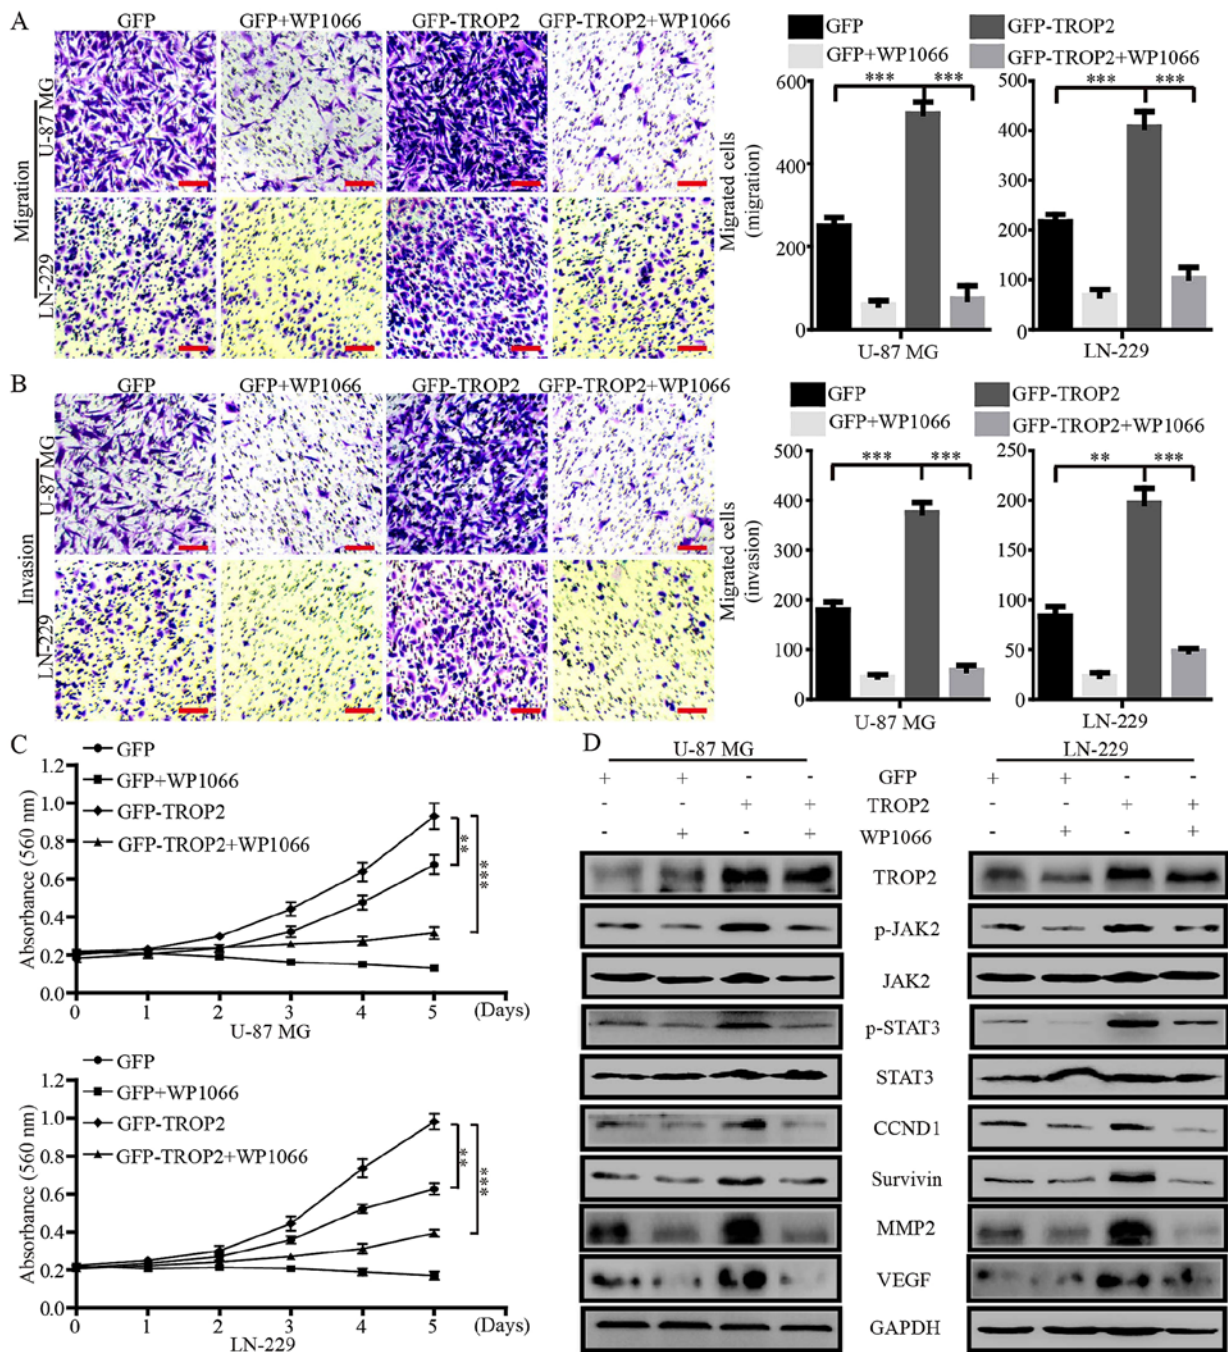 A
GFP
GFP+WP1066
GFP-TROP2
GFP-TROP2+WP1066
Migration
U-87 MG
LN-229
GFP
GFP-TROP2
GFP+WP1066
GFP-TROP2+WP1066
Migrated cells
(migration)
600
400
200
0
***
***
U-87 MG
500
400
300
200
100
0
***
***
LN-229
B
GFP
GFP+WP1066
GFP-TROP2
GFP-TROP2+WP1066
Invasion
U-87 MG
LN-229
GFP
GFP-TROP2
GFP+WP1066
GFP-TROP2+WP1066
Migrated cells
(invasion)
500
400
300
200
100
0
***
***
U-87 MG
250
200
150
100
50
0
**
***
LN-229
C
GFP
GFP+WP1066
GFP-TROP2
GFP-TROP2+WP1066
Absorbance (560 nm)
1.2
1.0
0.8
0.6
0.4
0.2
0.0
**
***
0 1 2 3 4 5 (Days)
U-87 MG
GFP
GFP+WP1066
GFP-TROP2
GFP-TROP2+WP1066
Absorbance (560 nm)
1.2
1.0
0.8
0.6
0.4
0.2
0.0
**
***
0 1 2 3 4 5 (Days)
LN-229
D
U-87 MG
LN-229
+ + - - GFP + + - -
- - + + TROP2 - - + +
- + - + WP1066 - + - +
TROP2
p-JAK2
JAK2
p-STAT3
STAT3
CCND1
Survivin
MMP2
VEGF
GAPDH